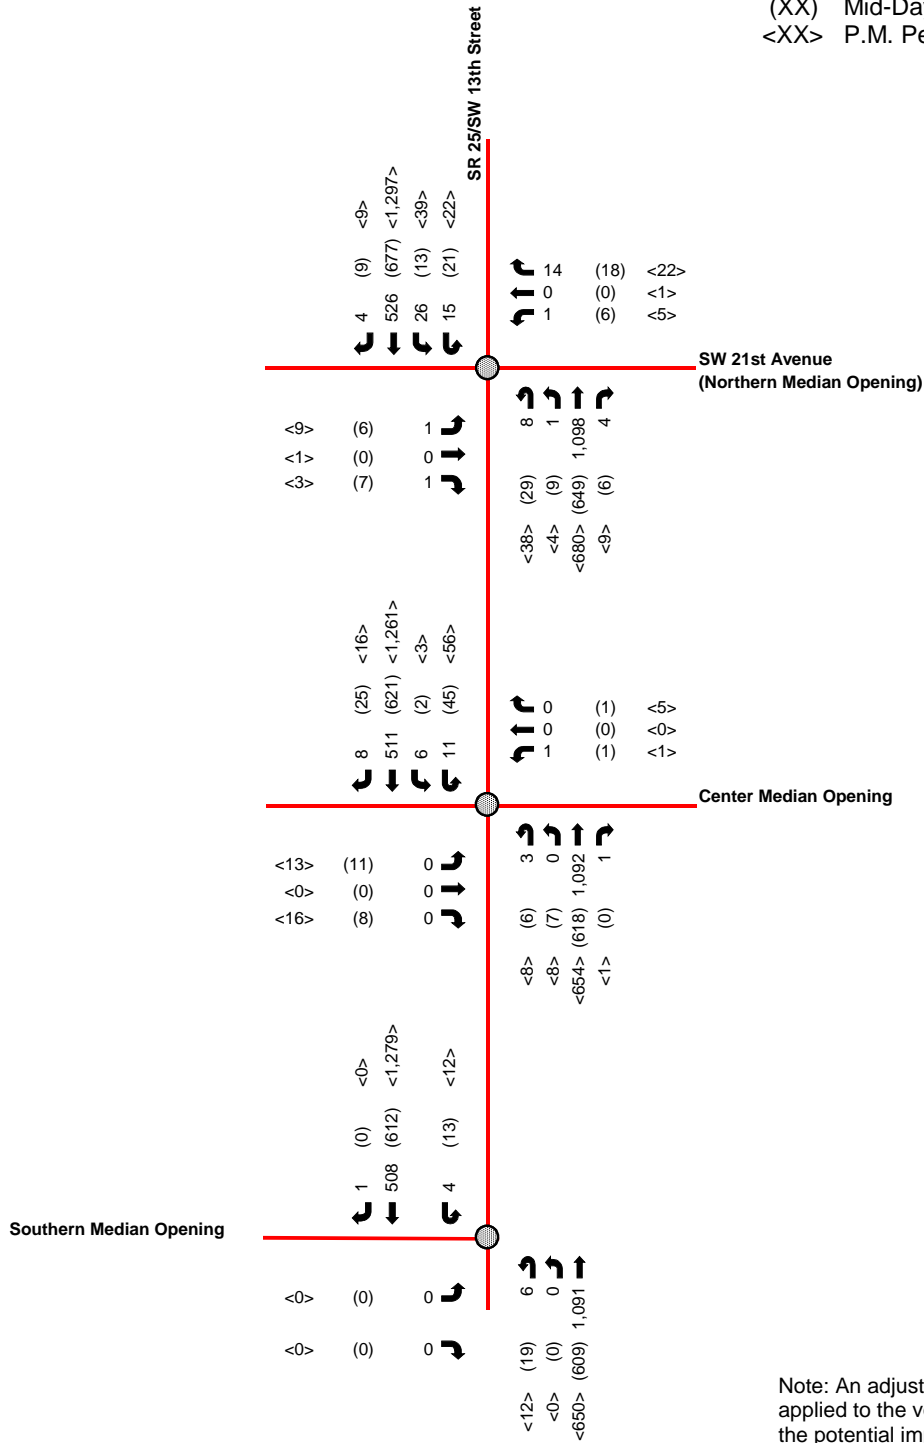 (XX) Mid-Da
<XX> P.M. Pe
SR 25/SW 13th Street
4 (9) <9>
526 (677) <1,297>
26 (13) <39>
15 (21) <22>
14 (18) <22>
0 (0) <1>
1 (6) <5>
SW 21st Avenue
(Northern Median Opening)
<9> (6) 1
<1> (0) 0
<3> (7) 1
<38> (29) 8
<4> (9) 1
<680> (649) 1,098
<9> (6) 4
8 (25) <16>
511 (621) <1,261>
6 (2) <3>
11 (45) <56>
0 (1) <5>
0 (0) <0>
1 (1) <1>
Center Median Opening
<13> (11) 0
<0> (0) 0
<16> (8) 0
<8> (6) 3
<8> (7) 0
<654> (618) 1,092
<1> (0) 1
1 (0) <0>
508 (612) <1,279>
4 (13) <12>
Southern Median Opening
<0> (0) 0
<0> (0) 0
<12> (19) 6
<0> (0) 0
<650> (609) 1,091
Note: An adjust
applied to the v
the potential im